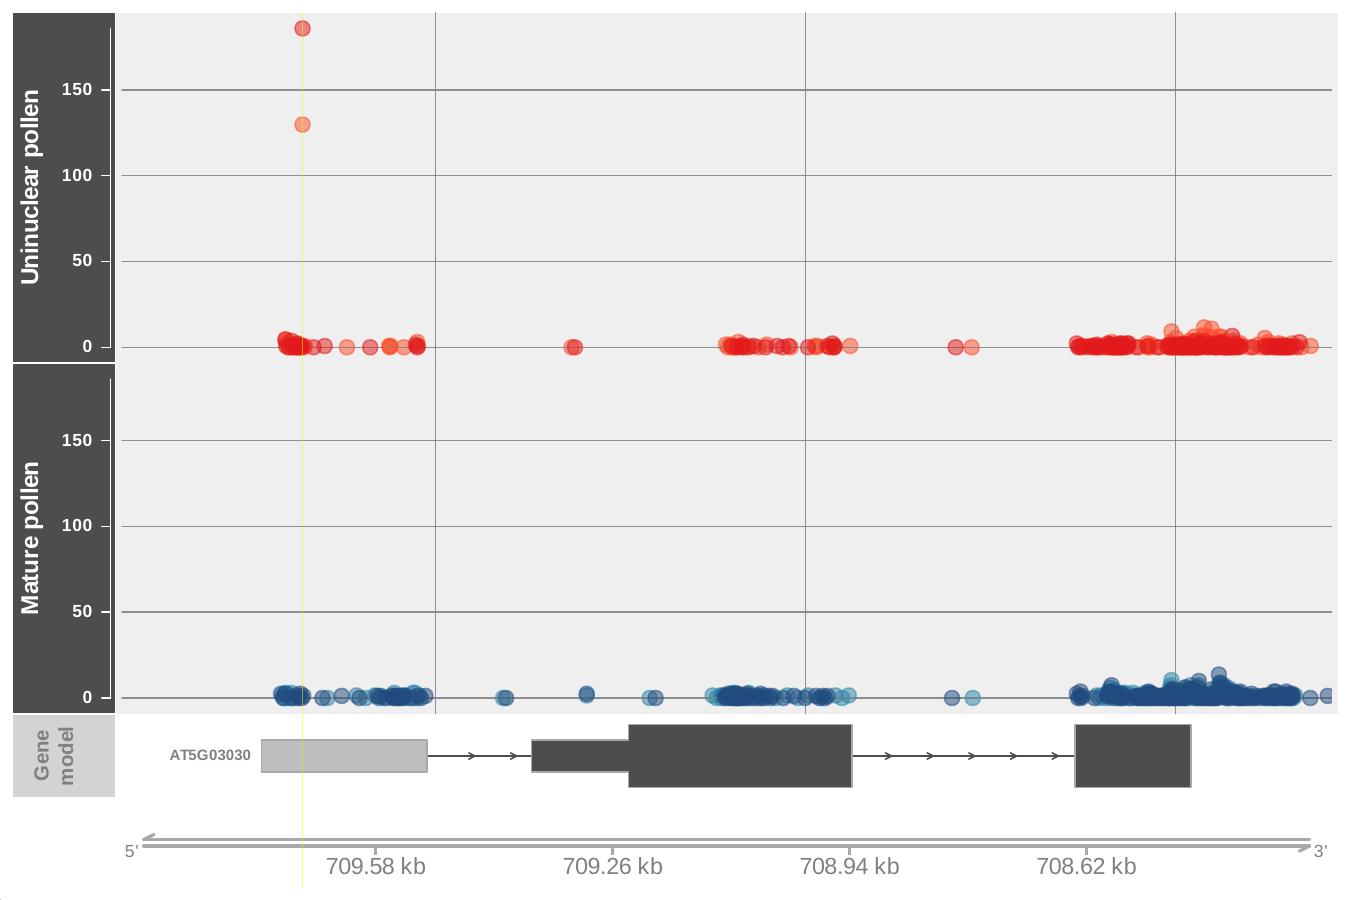 Uninuclear pollen
150
100
50
0
Mature pollen
150
100
50
0
Gene
model
AT5G03030
5'
3'
709.58 kb
709.26 kb
708.94 kb
708.62 kb